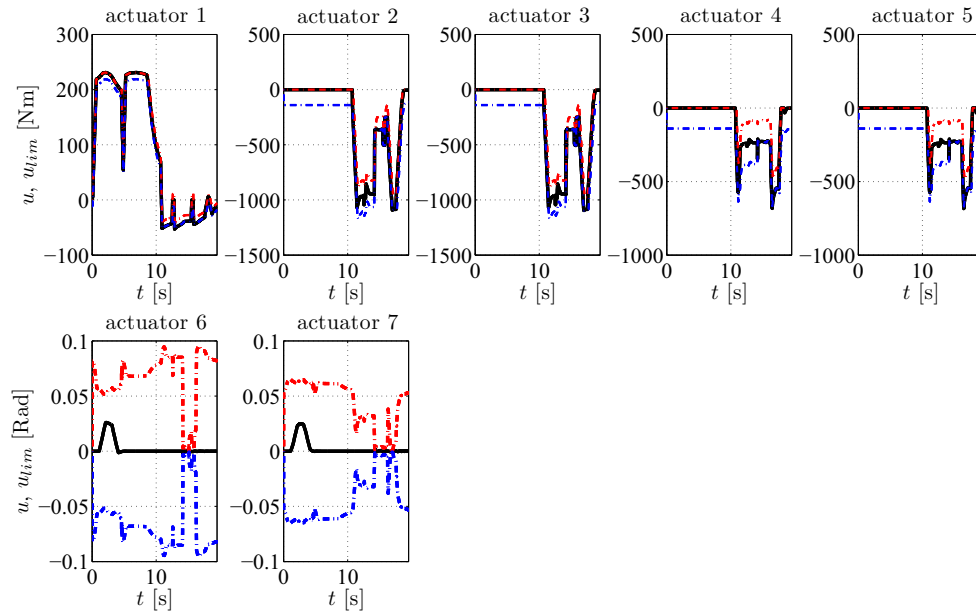 actuator 1
actuator 2
actuator 3
actuator 4
actuator 5
u, u_lim [Nm]
300
200
100
0
−100
0
10
t [s]
500
0
−500
−1000
−1500
0
10
t [s]
500
0
−500
−1000
−1500
0
10
t [s]
500
0
−500
−1000
0
10
t [s]
500
0
−500
−1000
0
10
t [s]
actuator 6
actuator 7
u, u_lim [Rad]
0.1
0.05
0
−0.05
−0.1
0
10
t [s]
0.1
0.05
0
−0.05
−0.1
0
10
t [s]